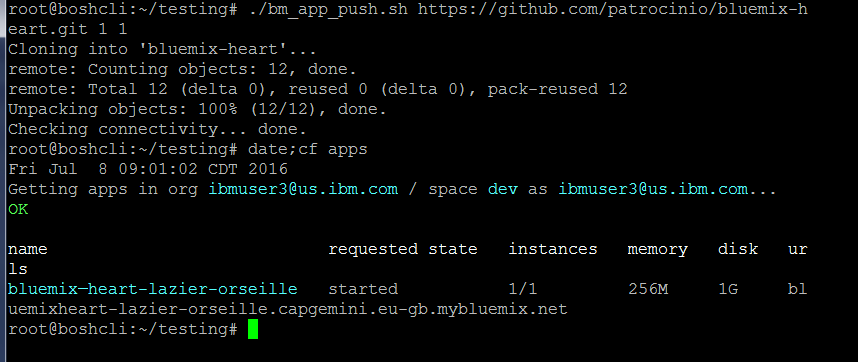 root@boshcli:~/testing# ./bm_app_push.sh https://github.com/patrocinio/bluemix-h
eart.git 1 1
Cloning into 'bluemix-heart'...
remote: Counting objects: 12, done.
remote: Total 12 (delta 0), reused 0 (delta 0), pack-reused 12
Unpacking objects: 100% (12/12), done.
Checking connectivity... done.
root@boshcli:~/testing# date;cf apps
Fri Jul  8 09:01:02 CDT 2016
Getting apps in org ibmuser3@us.ibm.com / space dev as ibmuser3@us.ibm.com...
OK

name                            requested state   instances   memory   disk   ur
ls
bluemix—heart-lazier-orseille   started           1/1         256M     1G     bl
uemixheart-lazier-orseille.capgemini.eu-gb.mybluemix.net
root@boshcli:~/testing#